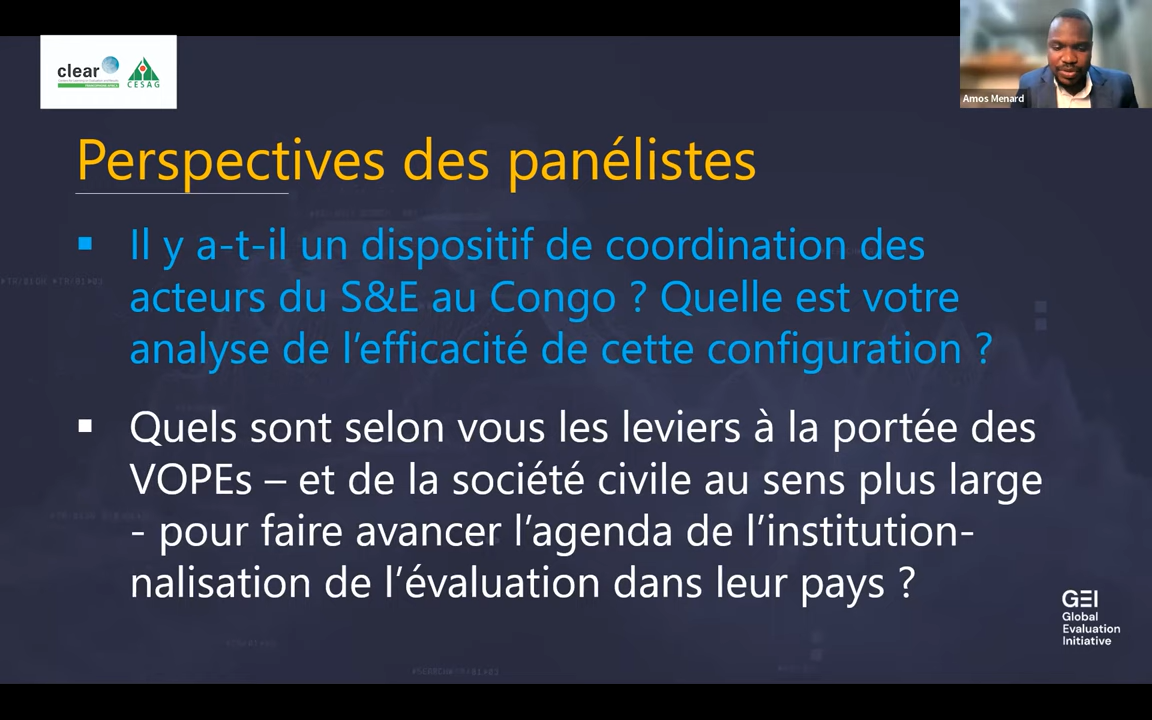 clear
CESAG
Amos Menard
Perspectives des panélistes
Il y a-t-il un dispositif de coordination des
acteurs du S&E au Congo ? Quelle est votre
analyse de l’efficacité de cette configuration ?
Quels sont selon vous les leviers à la portée des
VOPEs – et de la société civile au sens plus large
- pour faire avancer l’agenda de l’institution-
nalisation de l’évaluation dans leur pays ?
GEI
Global
Evaluation
Initiative